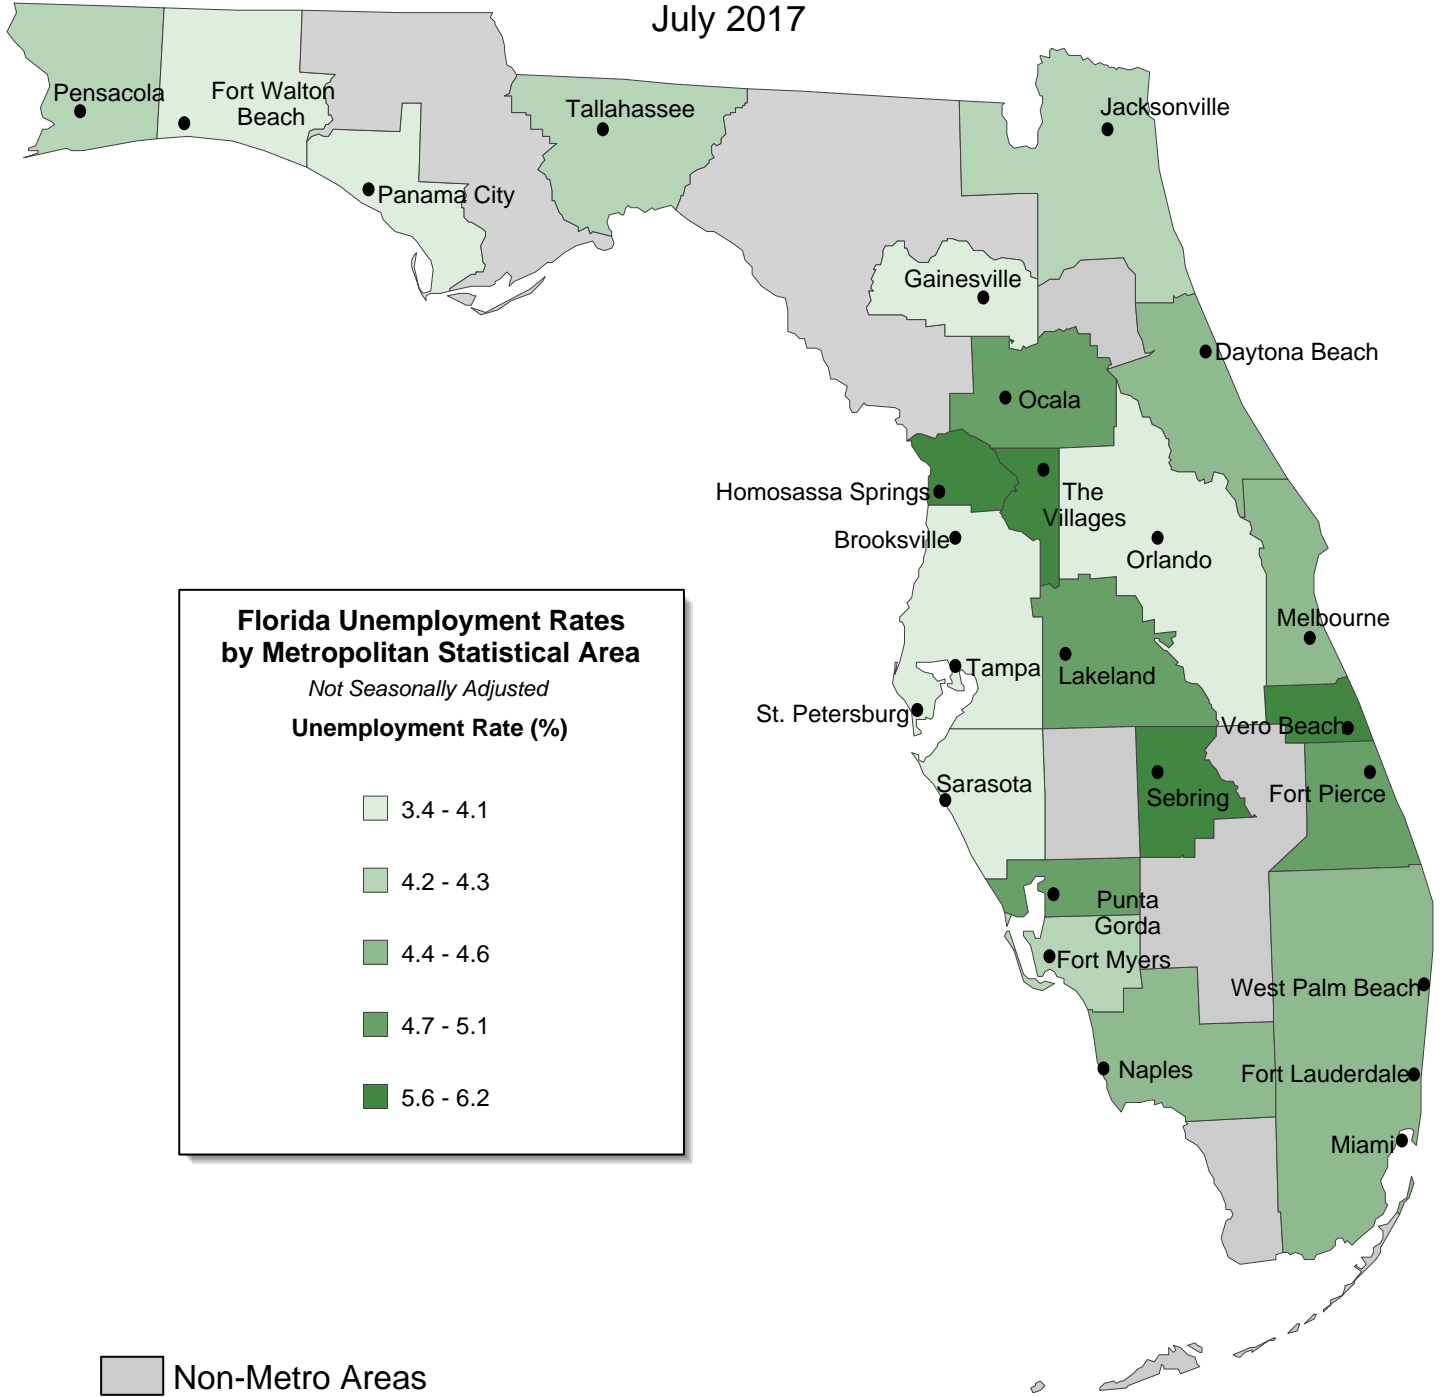 July 2017
Pensacola
Fort Walton
Beach
Tallahassee
Jacksonville
Panama City
Gainesville
Daytona Beach
Ocala
Homosassa Springs
The
Villages
Brooksville
Orlando
Florida Unemployment Rates
by Metropolitan Statistical Area
Not Seasonally Adjusted
Unemployment Rate (%)
3.4 - 4.1
4.2 - 4.3
4.4 - 4.6
4.7 - 5.1
5.6 - 6.2
Melbourne
Tampa
Lakeland
St. Petersburg
Vero Beach
Sarasota
Sebring
Fort Pierce
Punta
Gorda
Fort Myers
West Palm Beach
Naples
Fort Lauderdale
Miami
Non-Metro Areas